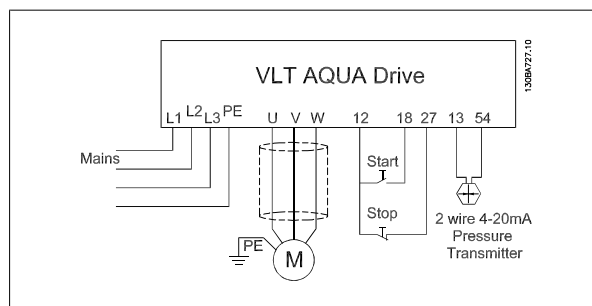 VLT AQUA Drive
130BA727.10
L1 L2 L3 PE U V W 12 18 27 13 54
Mains
Start
Stop
PE
M
2 wire 4-20mA
Pressure
Transmitter